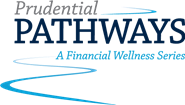 Prudential
PATHWAYS
A Financial Wellness Series